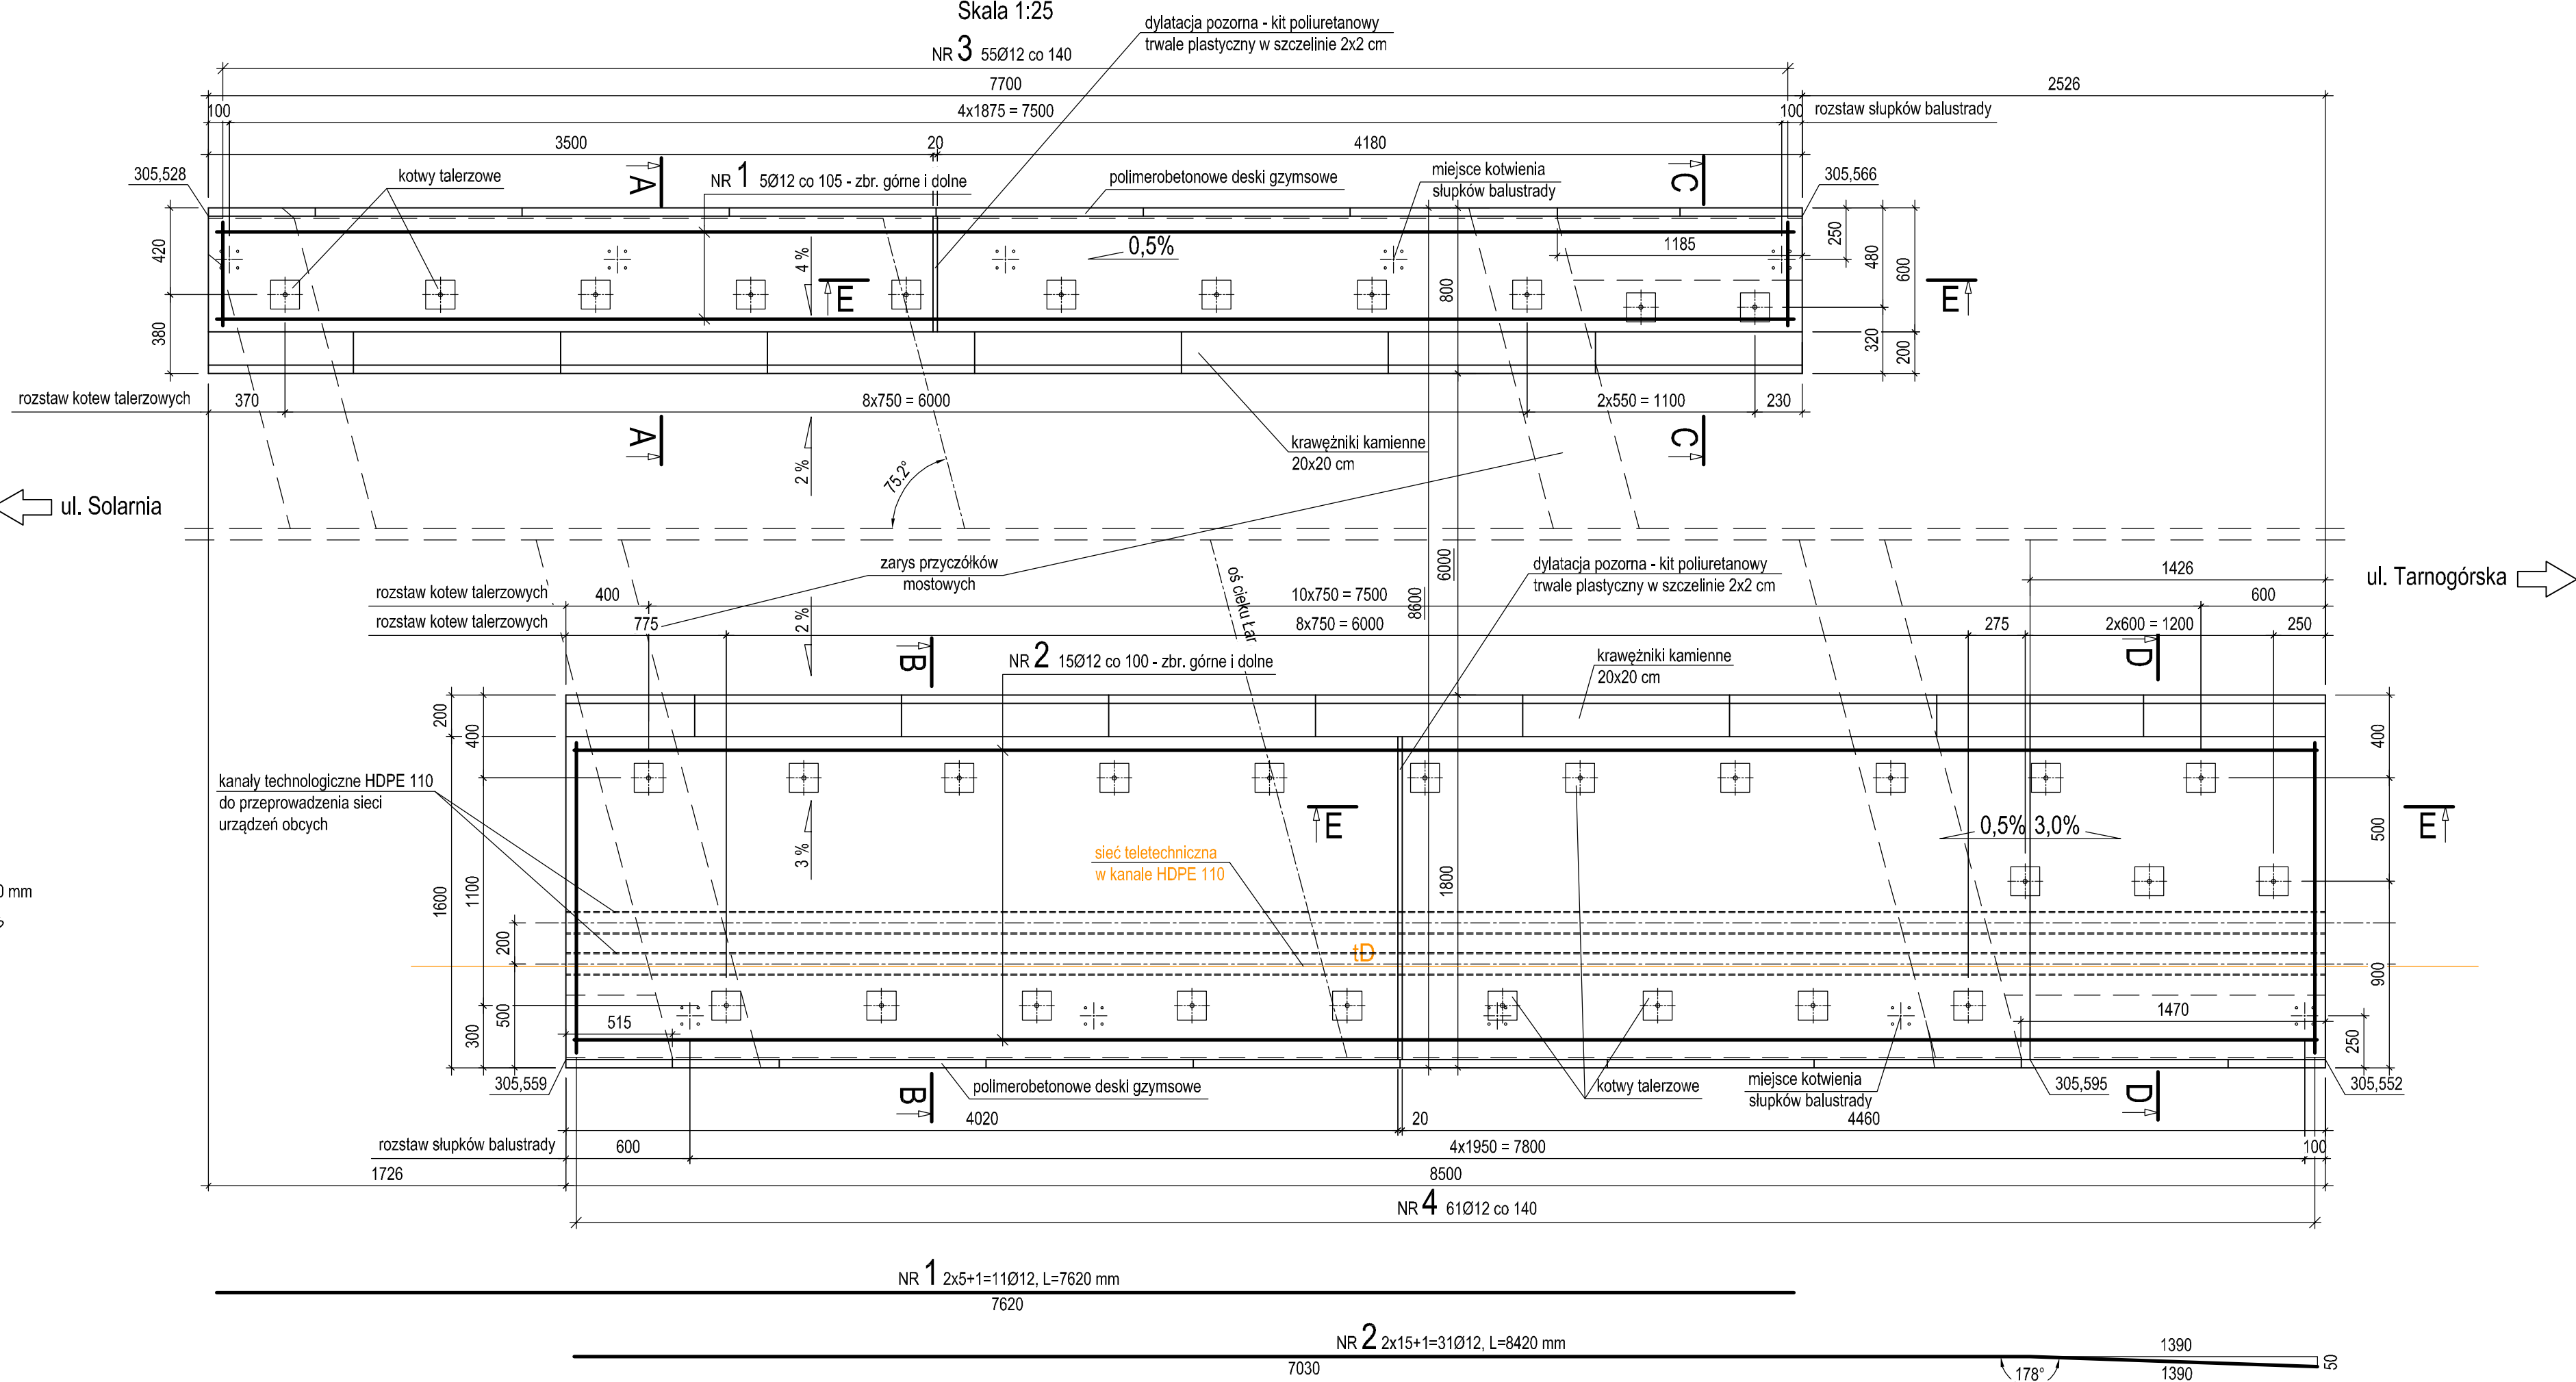 Skala 1:25
dylatacja pozorna - kit poliuretanowy
trwale plastyczny w szczelinie 2x2 cm
NR 3 55Ø12 co 140
7700
2526
100
4x1875 = 7500
100
rozstaw słupków balustrady
3500
20
4180
305,528
kotwy talerzowe
A
NR 1 5Ø12 co 105 - zbr. górne i dolne
polimerobetonowe deski gzymsowe
miejsce kotwienia
słupków balustrady
C
305,566
420
380
4 %
E
0,5%
800
1185
250
480
600
320
200
E
rozstaw kotew talerzowych
370
8x750 = 6000
2x550 = 1100
230
A
2 %
75.2°
krawężniki kamienne
20x20 cm
C
ul. Solarnia
zarys przyczółków
mostowych
oś cieku Łar
6000
8600
dylatacja pozorna - kit poliuretanowy
trwale plastyczny w szczelinie 2x2 cm
1426
ul. Tarnogórska
rozstaw kotew talerzowych
400
10x750 = 7500
600
rozstaw kotew talerzowych
775
2 %
8x750 = 6000
275
2x600 = 1200
250
B
NR 2 15Ø12 co 100 - zbr. górne i dolne
krawężniki kamienne
20x20 cm
D
200
400
400
kanały technologiczne HDPE 110
do przeprowadzenia sieci
urządzeń obcych
3 %
E
0,5%
3,0%
500
E
sieć teletechniczna
w kanale HDPE 110
0 mm
1600
1100
1800
200
tD
900
500
300
515
1470
250
305,559
B
polimerobetonowe deski gzymsowe
kotwy talerzowe
miejsce kotwienia
słupków balustrady
305,595
D
305,552
4020
20
4460
rozstaw słupków balustrady
600
4x1950 = 7800
100
1726
8500
NR 4 61Ø12 co 140
NR 1 2x5+1=11Ø12, L=7620 mm
7620
NR 2 2x15+1=31Ø12, L=8420 mm
7030
178°
1390
1390
50